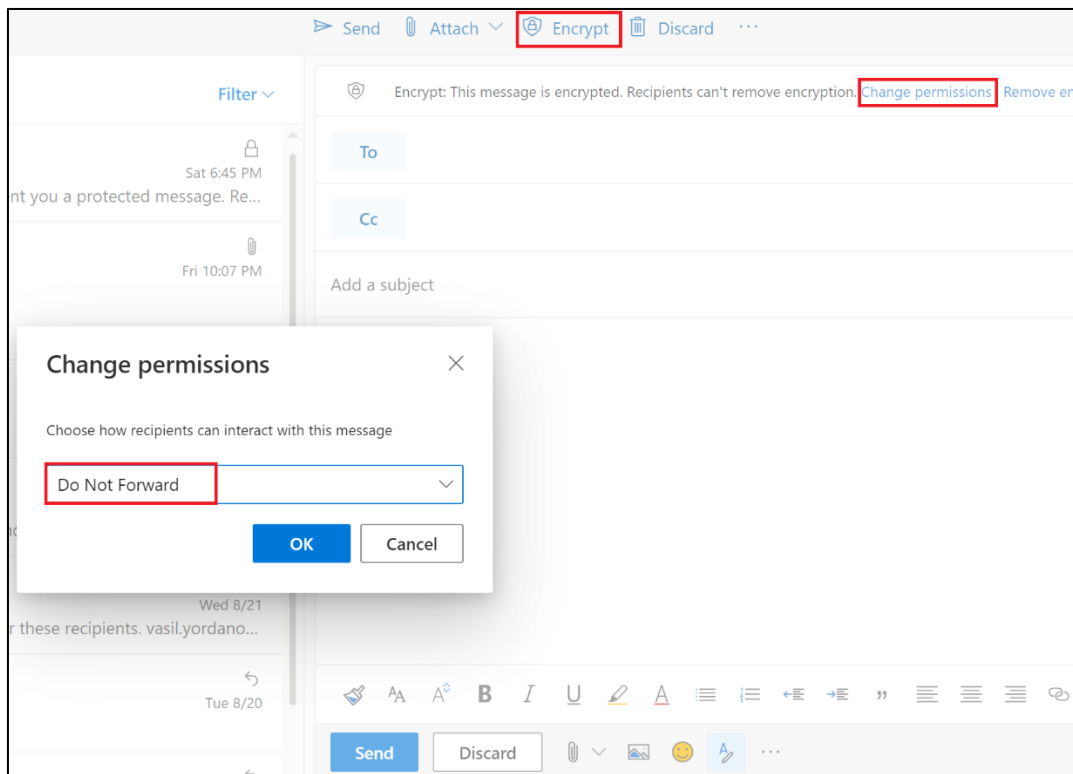 Send Attach Encrypt Discard ...
Filter
Encrypt: This message is encrypted. Recipients can't remove encryption. Change permissions Remove en
To
Sat 6:45 PM
nt you a protected message. Re...
Cc
Fri 10:07 PM
Add a subject
Change permissions
Choose how recipients can interact with this message
Do Not Forward
OK Cancel
Wed 8/21
r these recipients. vasil.yordano...
Tue 8/20
B I U A
Send Discard ...